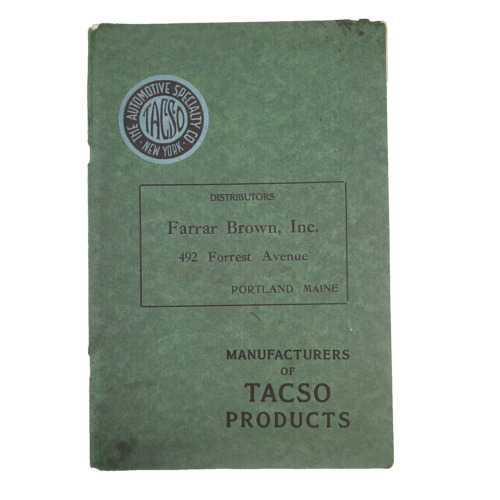 THE AUTOMOTIVE SPECIALTY CO.
TACSO
NEW YORK
DISTRIBUTORS
Farrar Brown, Inc.
492 Forrest Avenue
PORTLAND MAINE
MANUFACTURERS
OF
TACSO
PRODUCTS